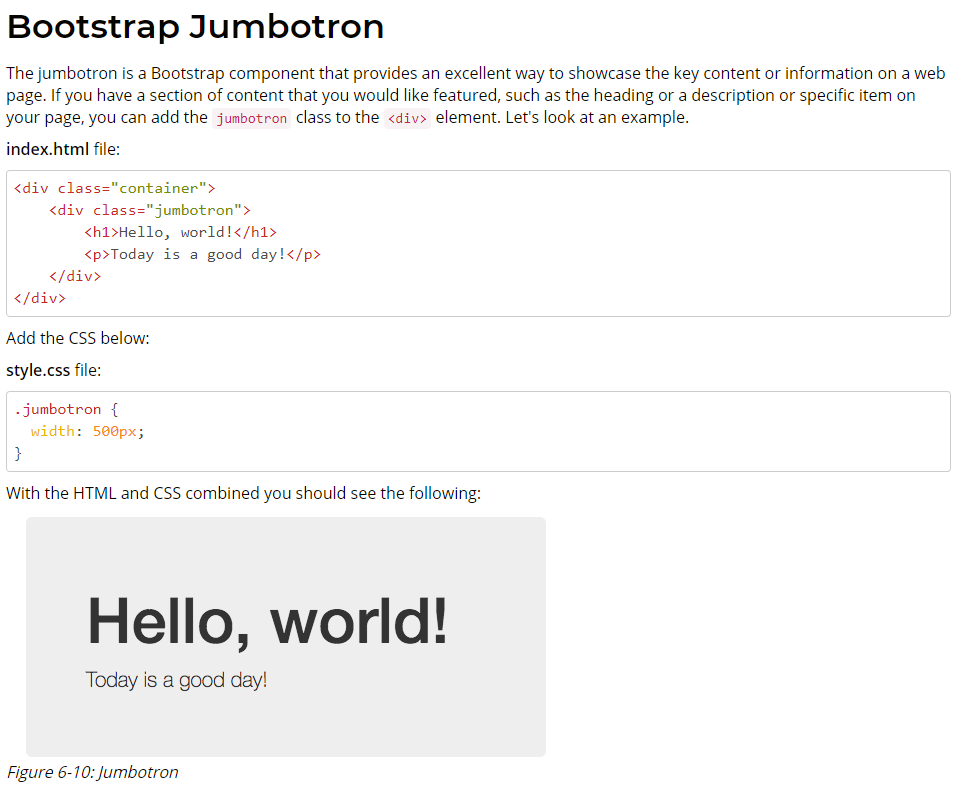 Bootstrap Jumbotron
The jumbotron is a Bootstrap component that provides an excellent way to showcase the key content or information on a web
page. If you have a section of content that you would like featured, such as the heading or a description or specific item on
your page, you can add the jumbotron class to the <div> element. Let's look at an example.
index.html file:
<div class="container">
    <div class="jumbotron">
        <h1>Hello, world!</h1>
        <p>Today is a good day!</p>
    </div>
</div>
Add the CSS below:
style.css file:
.jumbotron {
  width: 500px;
}
With the HTML and CSS combined you should see the following:
Hello, world!
Today is a good day!
Figure 6-10: Jumbotron